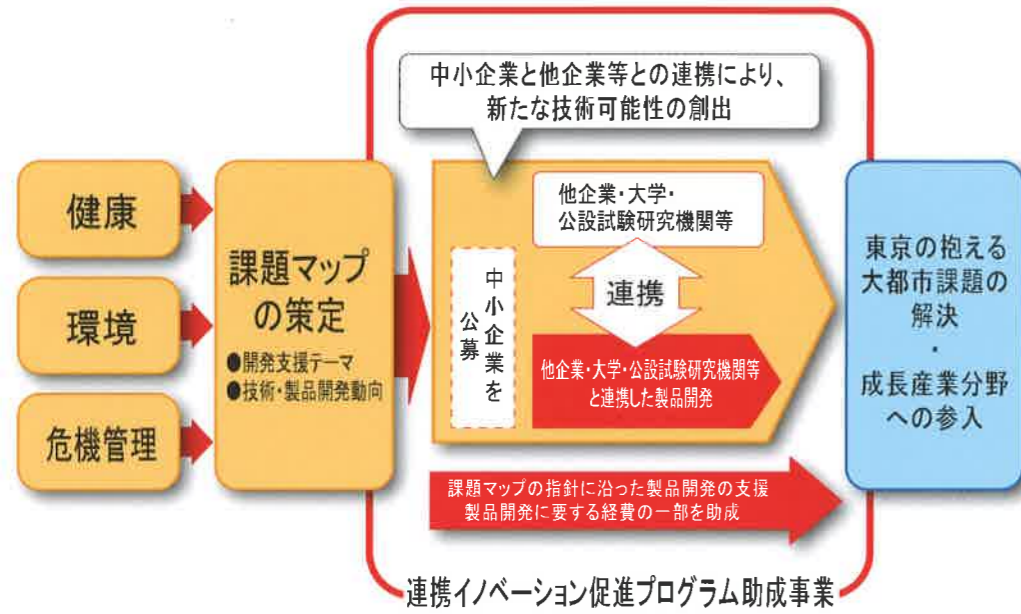 中小企業と他企業等との連携により、
新たな技術可能性の創出
健康
環境
危機管理
課題マップ
の策定
●開発支援テーマ
●技術・製品開発動向
中小企業を
公募
他企業・大学・
公設試験研究機関等
連携
他企業・大学・公設試験研究機関等
と連携した製品開発
東京の抱える
大都市課題の
解決
・
成長産業分野
への参入
課題マップの指針に沿った製品開発の支援
製品開発に要する経費の一部を助成
連携イノベーション促進プログラム助成事業